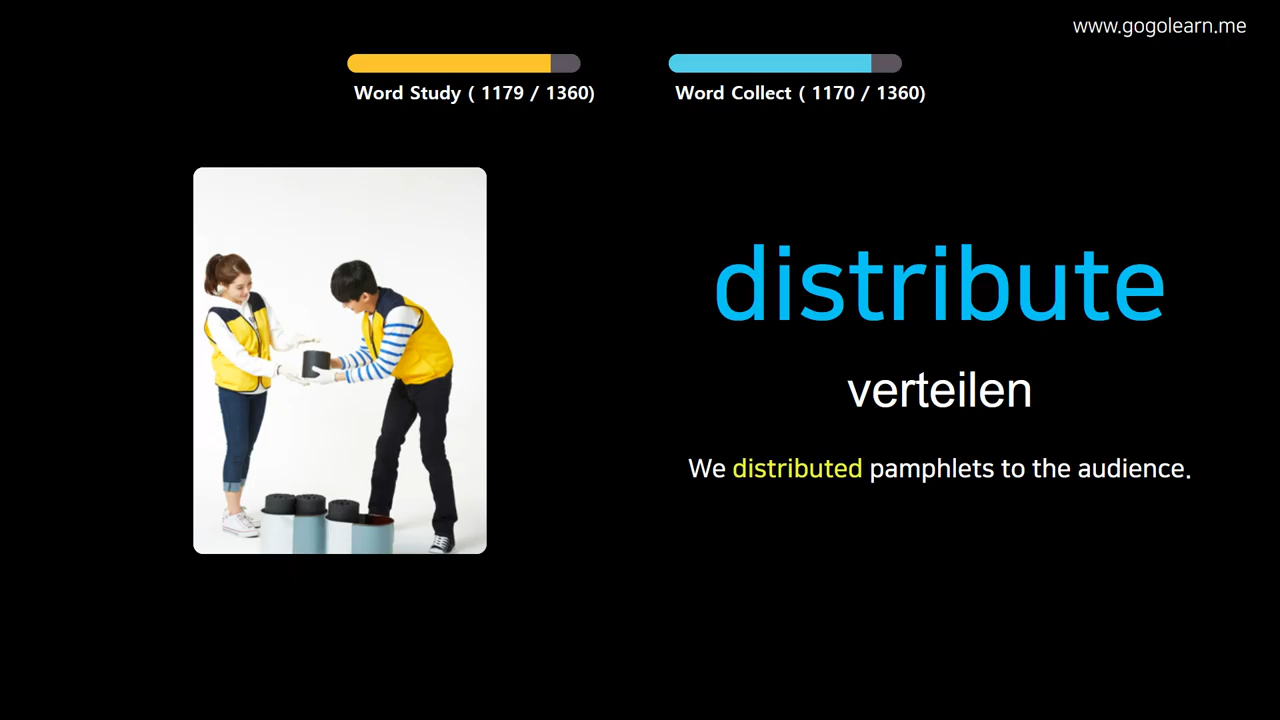 www.gogolearn.me
Word Study ( 1179 / 1360)
Word Collect ( 1170 / 1360)
distribute
verteilen
We distributed pamphlets to the audience.